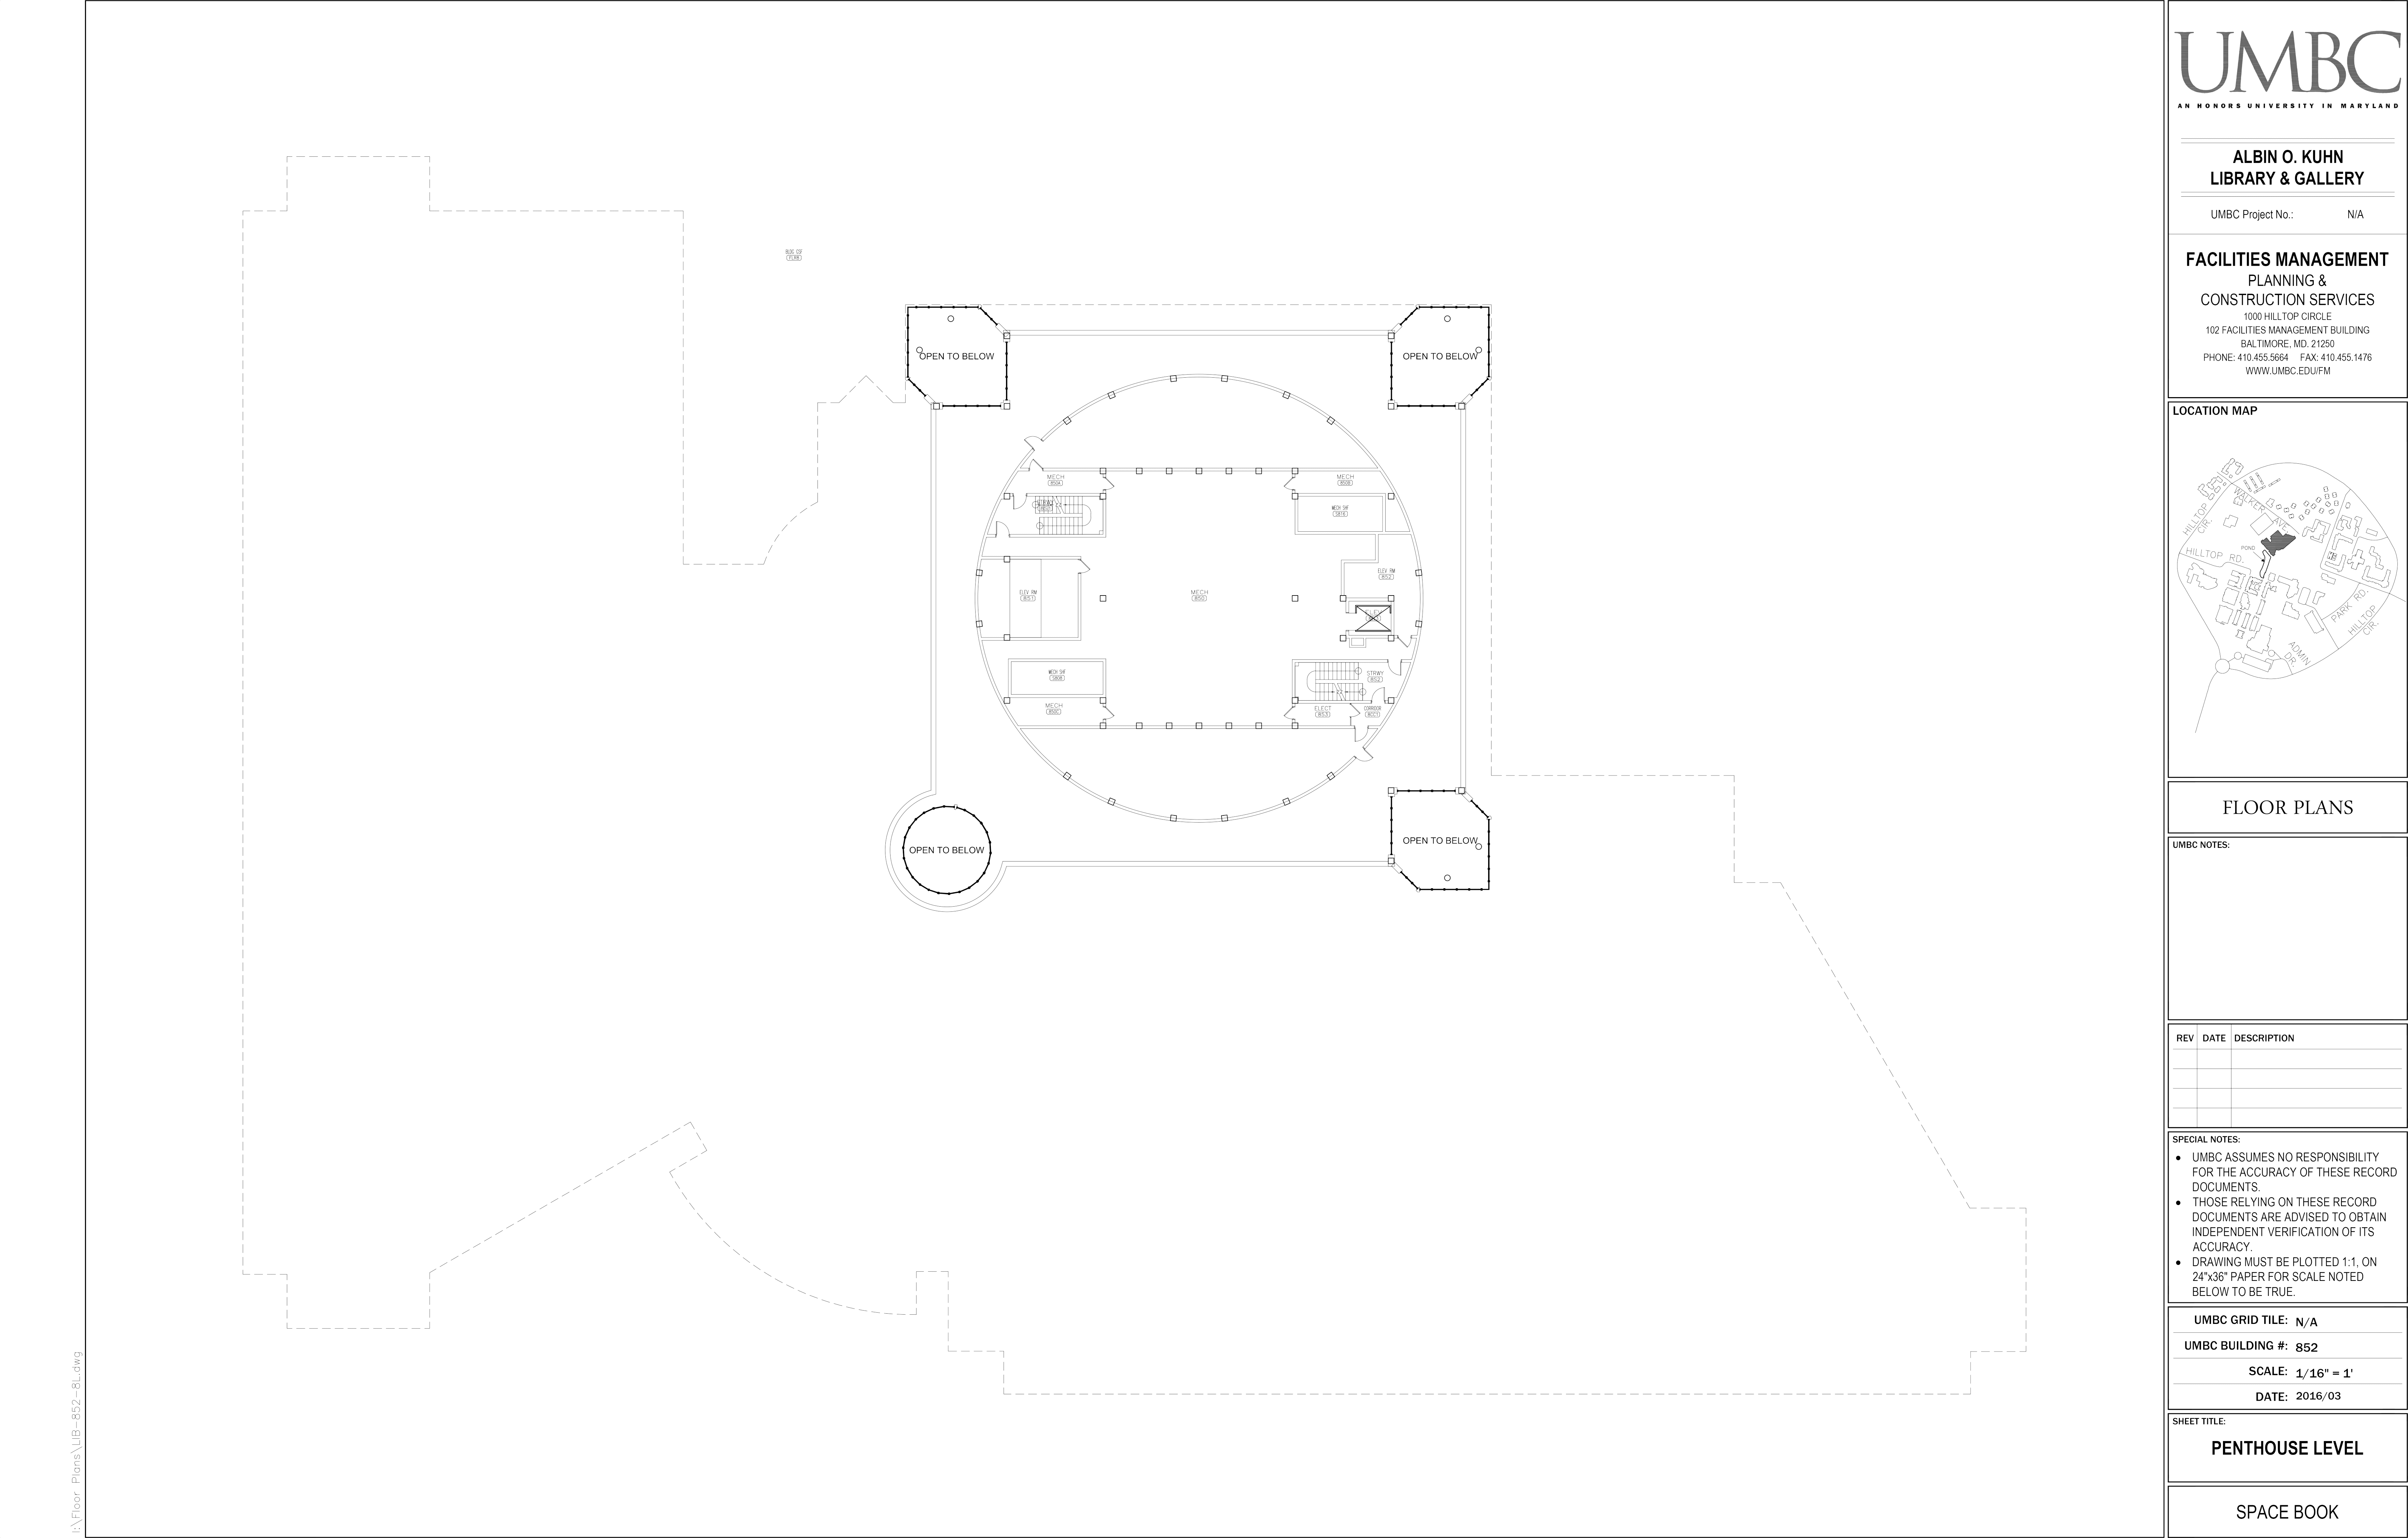 UMBC
AN HONORS UNIVERSITY IN MARYLAND
ALBIN O. KUHN
LIBRARY & GALLERY
UMBC Project No.: N/A
FACILITIES MANAGEMENT
PLANNING &
CONSTRUCTION SERVICES
1000 HILLTOP CIRCLE
102 FACILITIES MANAGEMENT BUILDING
BALTIMORE, MD. 21250
PHONE: 410.455.5664 FAX: 410.455.1476
WWW.UMBC.EDU/FM
LOCATION MAP
WALKER AVE.
HILLTOP CIR.
HILLTOP RD.
POND
PARK RD.
HILLTOP CIR.
ADMIN DR.
FLOOR PLANS
UMBC NOTES:
REV DATE DESCRIPTION
SPECIAL NOTES:
UMBC ASSUMES NO RESPONSIBILITY
FOR THE ACCURACY OF THESE RECORD
DOCUMENTS.
THOSE RELYING ON THESE RECORD
DOCUMENTS ARE ADVISED TO OBTAIN
INDEPENDENT VERIFICATION OF ITS
ACCURACY.
DRAWING MUST BE PLOTTED 1:1, ON
24"x36" PAPER FOR SCALE NOTED
BELOW TO BE TRUE.
UMBC GRID TILE: N/A
UMBC BUILDING #: 852
SCALE: 1/16" = 1'
DATE: 2016/03
SHEET TITLE:
PENTHOUSE LEVEL
SPACE BOOK
OPEN TO BELOW
OPEN TO BELOW
MECH
850A
MECH
850B
MECH SHF
ELEV RM
852
ELEV RM
851
MECH
850
MECH SHF
STRWY
MECH
850C
ELECT
853
CORRIDOR
OPEN TO BELOW
OPEN TO BELOW
I:\Floor Plans\LIB-852-8L.dwg